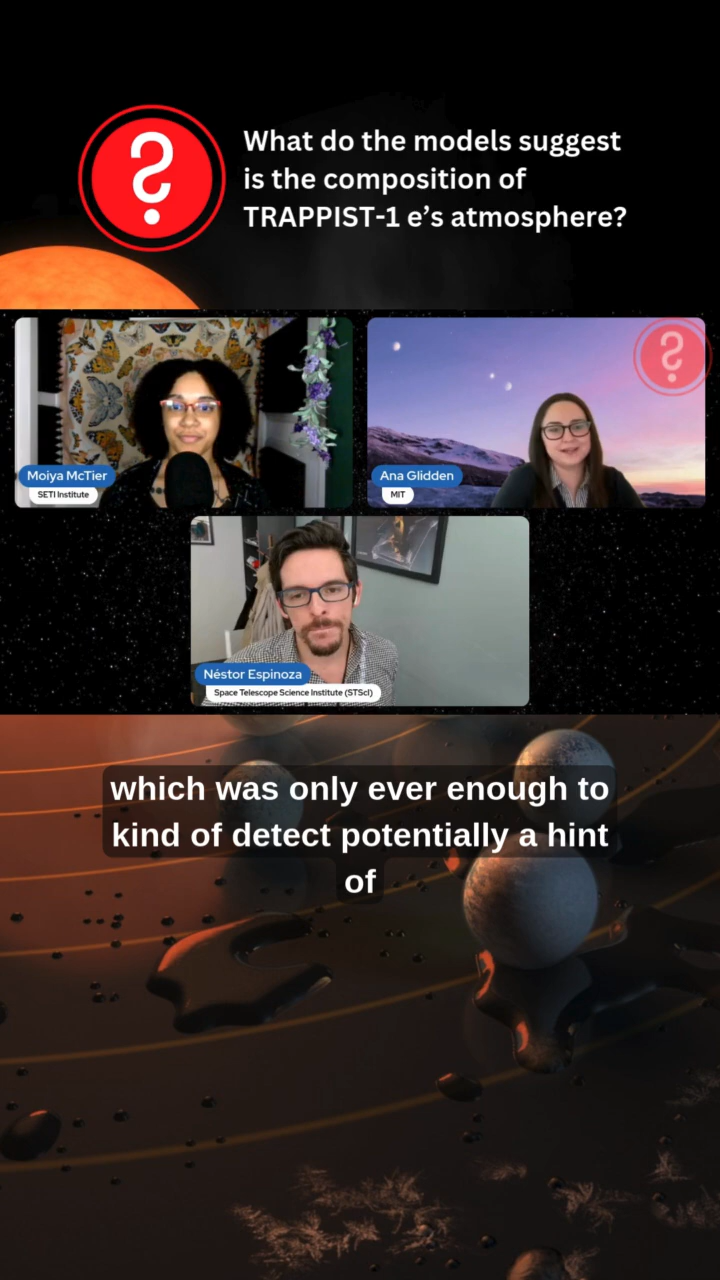 What do the models suggest
is the composition of
TRAPPIST-1 e’s atmosphere?
Moiya McTier
SETI Institute
Ana Glidden
MIT
Néstor Espinoza
Space Telescope Science Institute (STScI)
which was only ever enough to
kind of detect potentially a hint
of